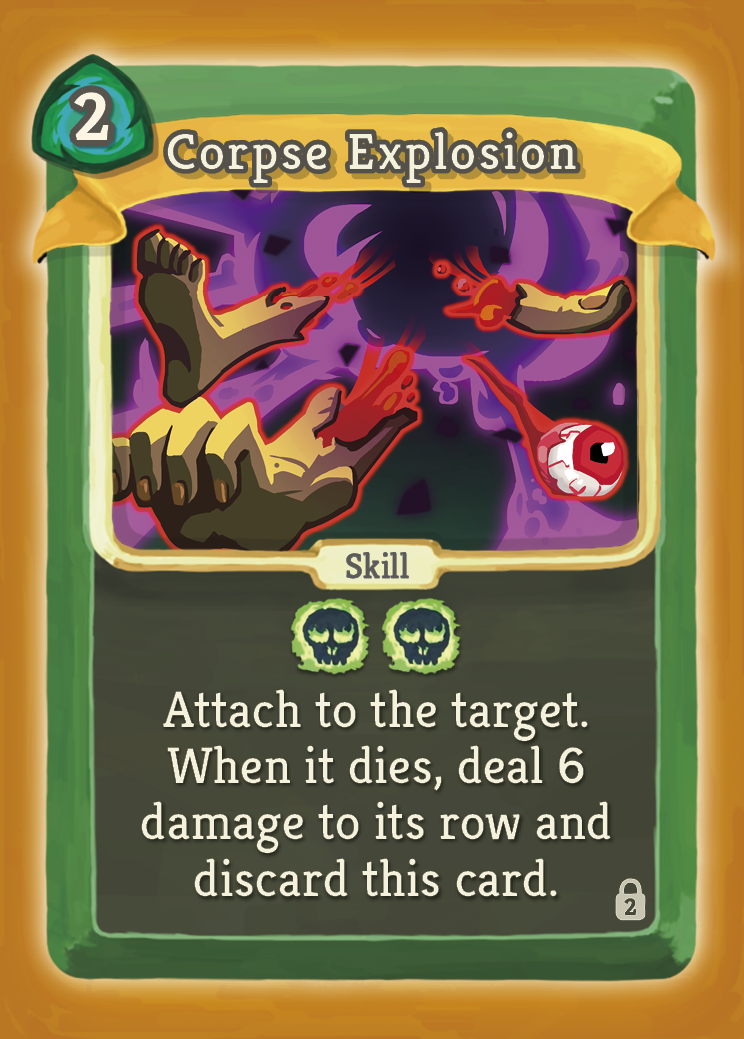 2
Corpse Explosion
Skill
Attach to the target.
When it dies, deal 6
damage to its row and
discard this card.
2